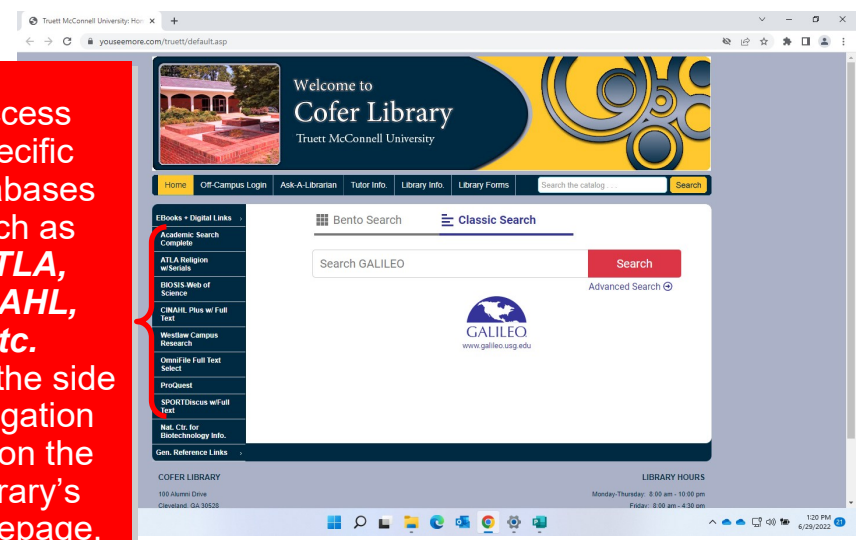 Truett McConnell University: Hom
youseemore.com/truett/default.asp
cess
ecific
abases
ch as
TLA,
AHL,
tc.
the side
igation
on the
rary's
epage.
Welcome to
Cofer Library
Truett McConnell University
Home Off-Campus Login Ask-A-Librarian Tutor Info. Library Info. Library Forms Search the catalog . . . Search
EBooks + Digital Links ›
Academic Search
Complete
ATLA Religion
w/Serials
BIOSIS-Web of
Science
CINAHL Plus w/ Full
Text
Westlaw Campus
Research
OmniFile Full Text
Select
ProQuest
SPORTDiscus w/Full
Text
Nat. Ctr. for
Biotechnology Info.
Gen. Reference Links ›
Bento Search Classic Search
Search GALILEO Search
Advanced Search
GALILEO
www.galileo.usg.edu
COFER LIBRARY
100 Alumni Drive
Cleveland, GA 30528
LIBRARY HOURS
Monday-Thursday: 8:00 am - 10:00 pm
Friday: 8:00 am - 4:30 pm
1:20 PM
6/29/2022